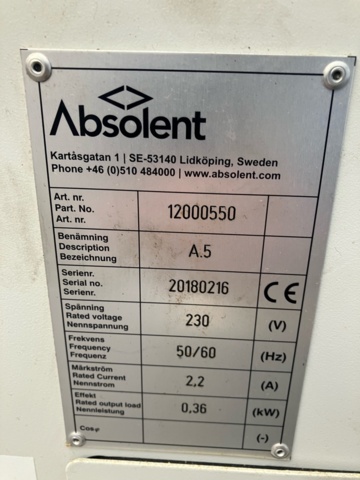 Absolent
Kartåsgatan 1 | SE-53140 Lidköping, Sweden
Phone +46 (0)510 484000 | www.absolent.com
Art. nr.
Part. No. 12000550
Art. nr.
Benämning
Description A.5
Bezeichnung
Serienr.
Serial no. 20180216 CE
Serienr.
Spänning
Rated voltage 230 (V)
Nennspannung
Frekvens
Frequency 50/60 (Hz)
Frequenz
Märkström
Rated Current 2,2 (A)
Nennstrom
Effekt
Rated output load 0,36 (kW)
Nennleistung
Cosφ (-)